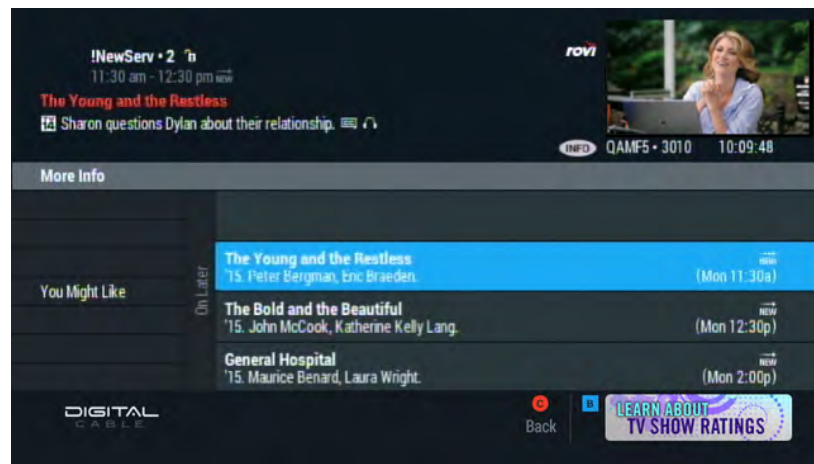 !NewServ • 2
11:30 am - 12:30 pm NEW
The Young and the Restless
14 Sharon questions Dylan about their relationship.
rovi
INFO QAMF5 • 3010 10:09:48
More Info
You Might Like
On Later
The Young and the Restless NEW
'15. Peter Bergman, Eric Braeden. (Mon 11:30a)
The Bold and the Beautiful NEW
'15. John McCook, Katherine Kelly Lang. (Mon 12:30p)
General Hospital NEW
'15. Maurice Benard, Laura Wright. (Mon 2:00p)
DIGITAL
CABLE
C
Back
B
LEARN ABOUT
TV SHOW RATINGS